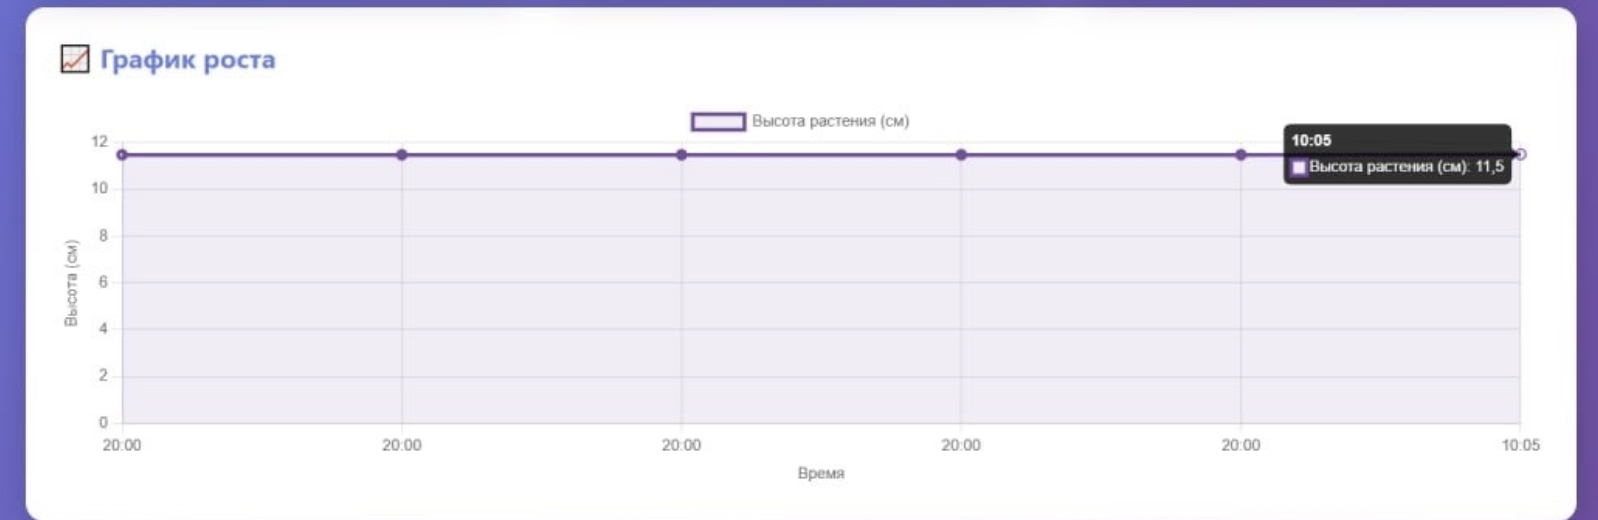 График роста
Высота растения (см)
12
10:05
Высота растения (см): 11,5
10
8
6
4
2
0
Высота (см)
20:00 20:00 20:00 20:00 20:00 10:05
Время